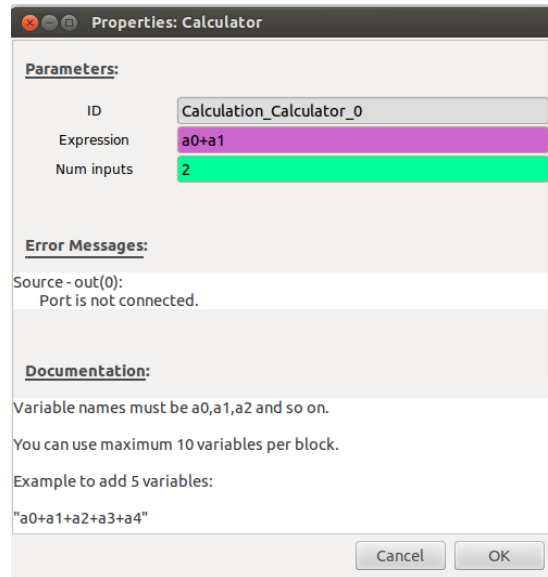 Properties: Calculator
Parameters:
ID Calculation_Calculator_0
Expression a0+a1
Num inputs 2
Error Messages:
Source - out(0):
Port is not connected.
Documentation:
Variable names must be a0,a1,a2 and so on.
You can use maximum 10 variables per block.
Example to add 5 variables:
"a0+a1+a2+a3+a4"
Cancel OK